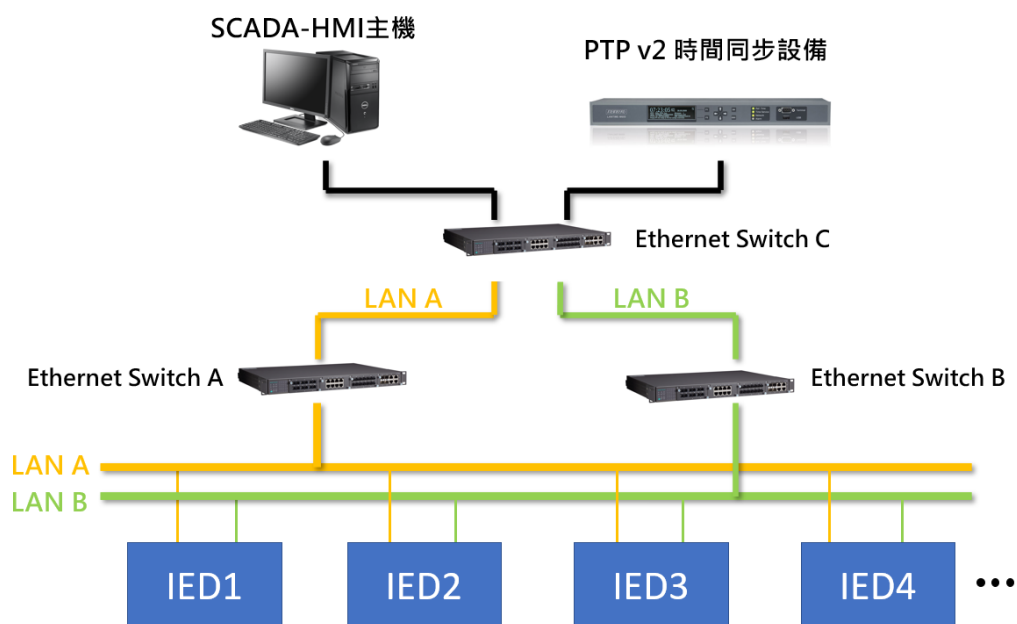 SCADA-HMI主機
PTP v2 時間同步設備
Ethernet Switch C
LAN A
LAN B
Ethernet Switch A
Ethernet Switch B
LAN A
LAN B
IED1
IED2
IED3
IED4
•••